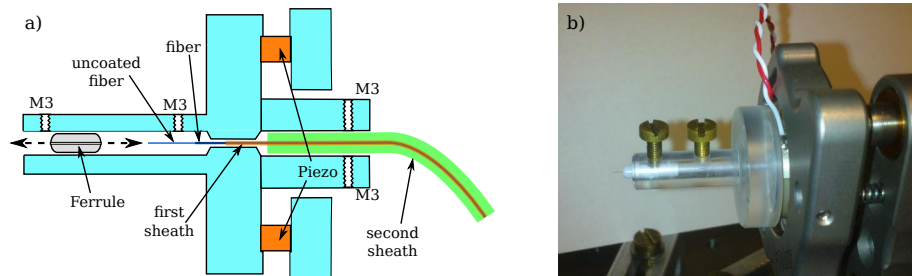 a)
fiber
uncoated
fiber
M3
M3
M3
Ferrule
first
sheath
Piezo
M3
second
sheath
b)